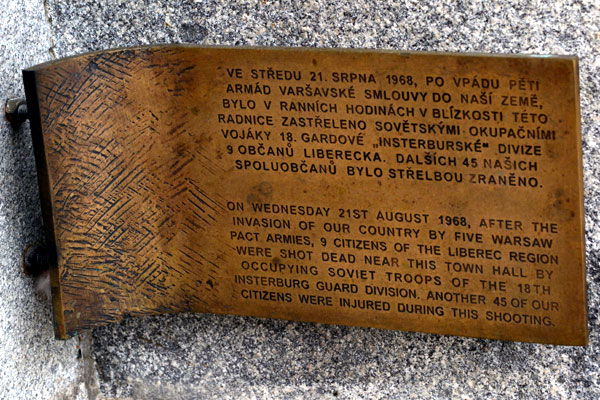 VE STŘEDU 21. SRPNA 1968, PO VPÁDU PĚTI
ARMÁD VARŠAVSKÉ SMLOUVY DO NAŠÍ ZEMĚ,
BYLO V RANNÍCH HODINÁCH V BLÍZKOSTI TÉTO
RADNICE ZASTŘELENO SOVĚTSKÝMI OKUPAČNÍMI
VOJÁKY 18. GARDOVÉ „INSTERBURSKÉ“ DIVIZE
9 OBČANŮ LIBERECKA. DALŠÍCH 45 NAŠICH
SPOLUOBČANŮ BYLO STŘELBOU ZRANĚNO.
ON WEDNESDAY 21ST AUGUST 1968, AFTER THE
INVASION OF OUR COUNTRY BY FIVE WARSAW
PACT ARMIES, 9 CITIZENS OF THE LIBEREC REGION
WERE SHOT DEAD NEAR THIS TOWN HALL BY
OCCUPYING SOVIET TROOPS OF THE 18TH
INSTERBURG GUARD DIVISION. ANOTHER 45 OF OUR
CITIZENS WERE INJURED DURING THIS SHOOTING.